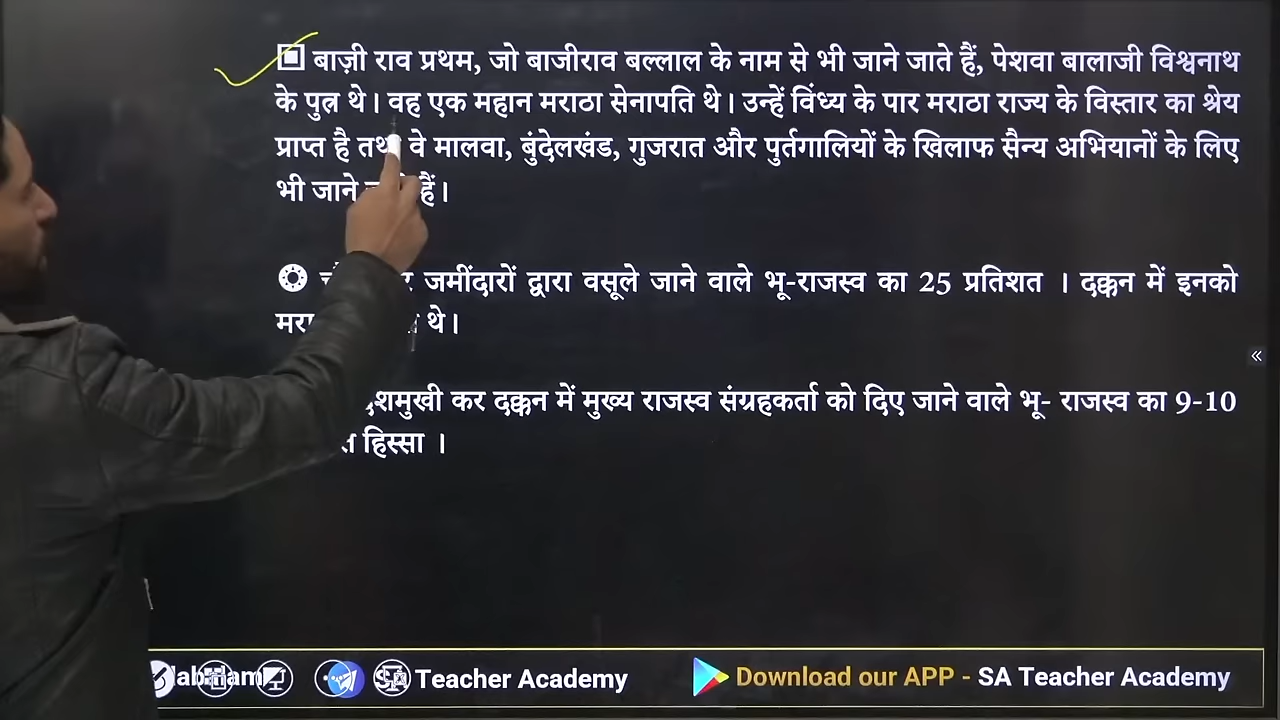 बाज़ी राव प्रथम, जो बाजीराव बल्लाल के नाम से भी जाने जाते हैं, पेशवा बालाजी विश्वनाथ
के पुत्र थे। वह एक महान मराठा सेनापति थे। उन्हें विंध्य के पार मराठा राज्य के विस्तार का श्रेय
प्राप्त है वे मालवा, बुंदेलखंड, गुजरात और पुर्तगालियों के खिलाफ सैन्य अभियानों के लिए
भी जाने हैं।
जमींदारों द्वारा वसूले जाने वाले भू-राजस्व का 25 प्रतिशत । दक्कन में इनको
थे।
कर दक्कन में मुख्य राजस्व संग्रहकर्ता को दिए जाने वाले भू- राजस्व का 9-10
हिस्सा ।
Teacher Academy
Download our APP - SA Teacher Academy